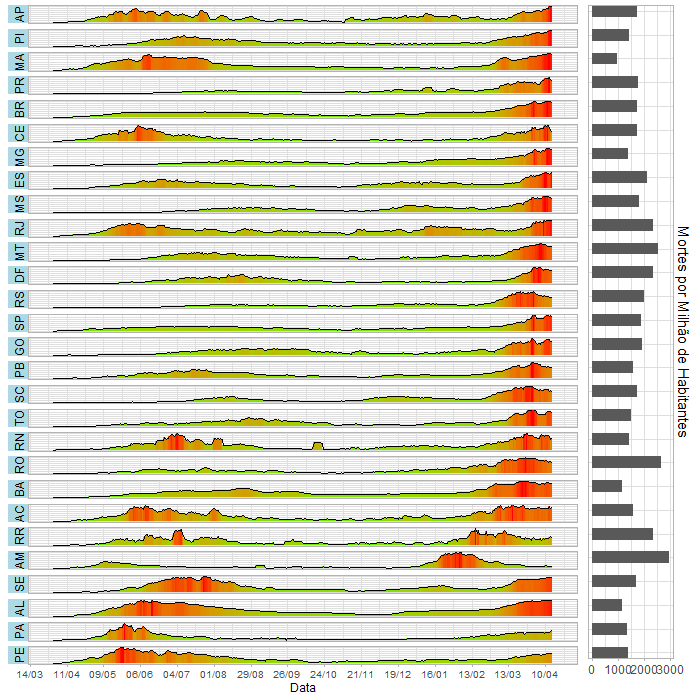 AP
PI
MA
PR
BR
CE
MG
ES
MS
RJ
MT
DF
RS
SP
GO
PB
SC
TO
RN
RO
BA
AC
RR
AM
SE
AL
PA
PE
14/03 11/04 09/05 06/06 04/07 01/08 29/08 26/09 24/10 21/11 19/12 16/01 13/02 13/03 10/04
Data
0 1000 2000 3000
Mortes por Milhão de Habitantes